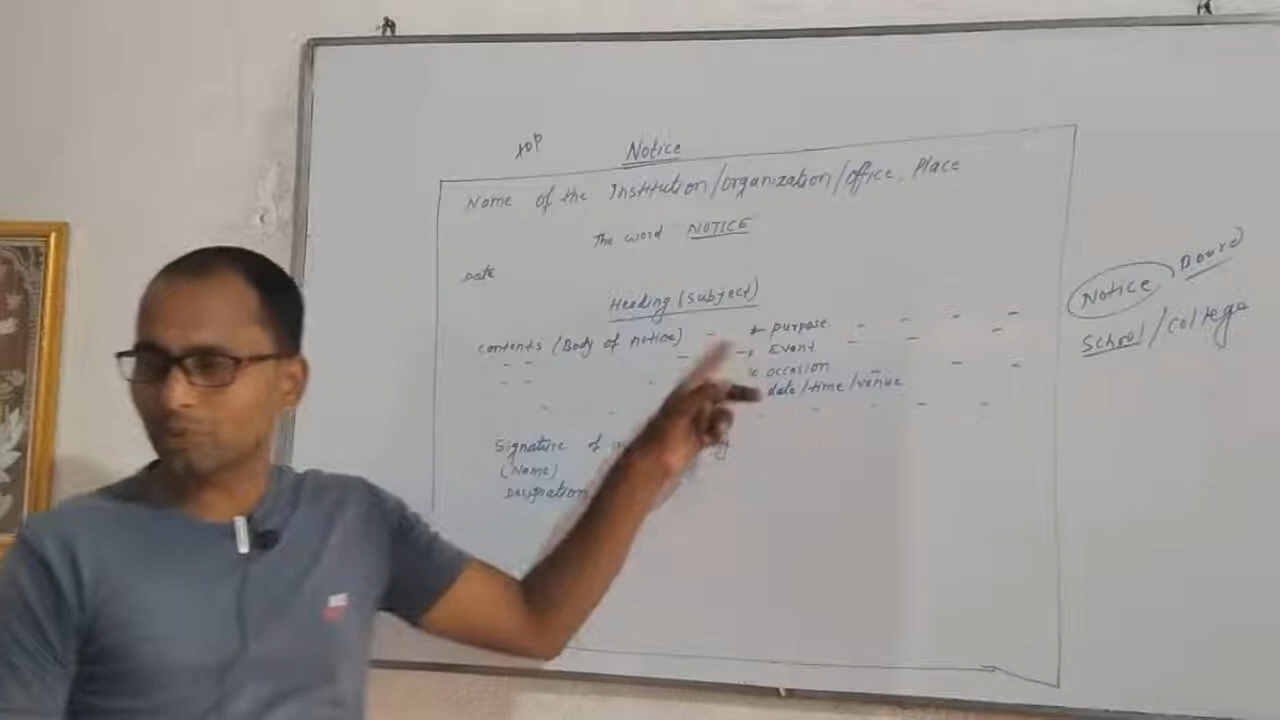 Notice
Name of the Institution/organization/office, Place
The word NOTICE
Date
Heading (subject)
contents (Body of notice) - purpose - - - -
- Event - - -
occasion - -
date/time/venue
Signature of
(Name)
Designation
Notice Board
School/college